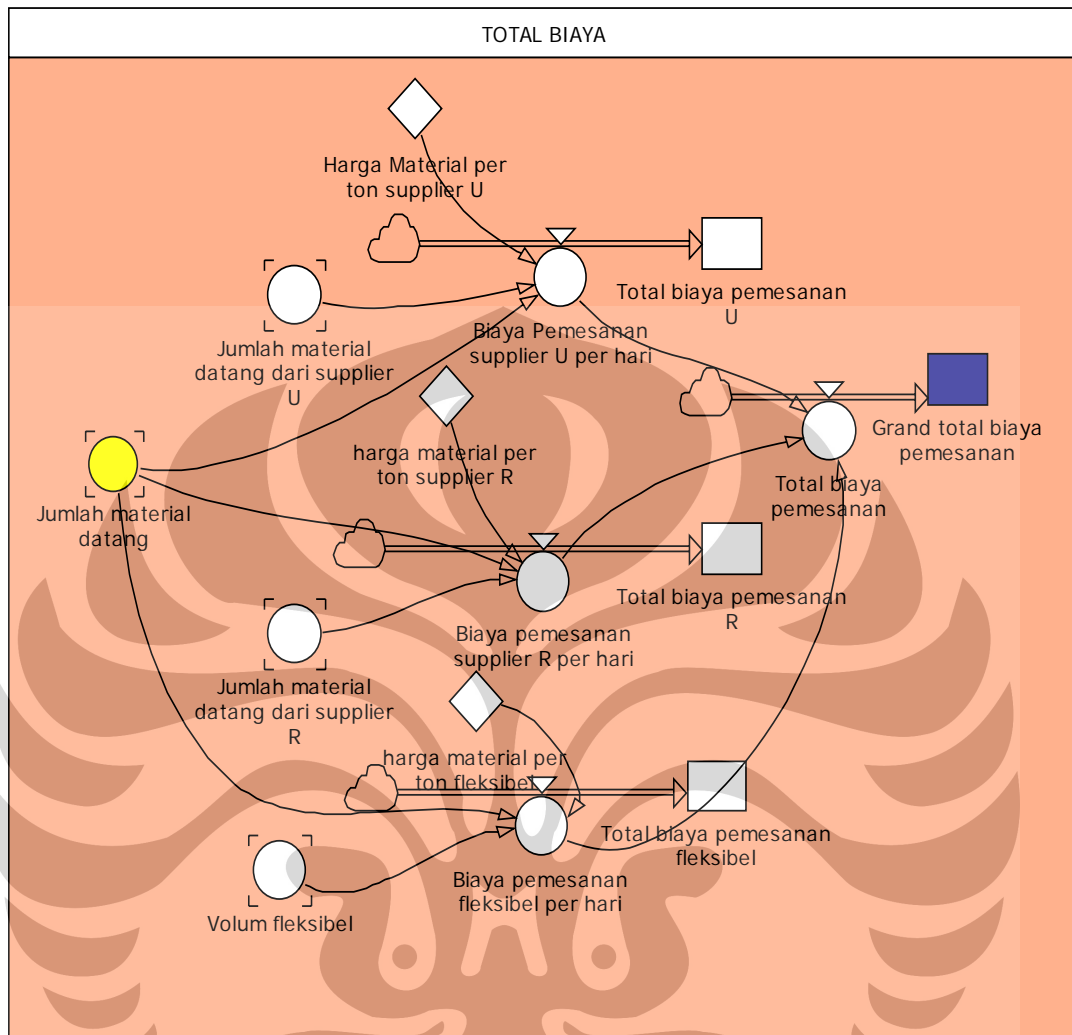 TOTAL BIAYA
Harga Material per
ton supplier U
Total biaya pemesanan
U
Biaya Pemesanan
supplier U per hari
Jumlah material
datang dari supplier
U
Grand total biaya
pemesanan
harga material per
ton supplier R
Total biaya
pemesanan
Jumlah material
datang
Total biaya pemesanan
R
Biaya pemesanan
supplier R per hari
Jumlah material
datang dari supplier
R
harga material per
ton fleksibel
Total biaya pemesanan
fleksibel
Biaya pemesanan
fleksibel per hari
Volum fleksibel